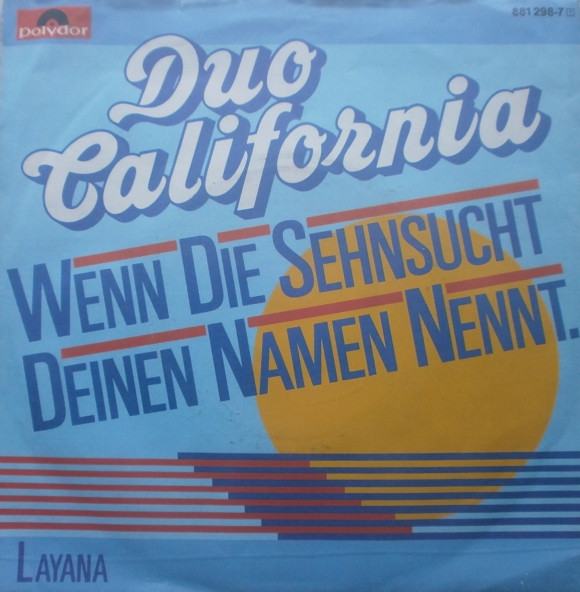 polydor
881 298-7
Duo
California
WENN DIE SEHNSUCHT
DEINEN NAMEN NENNT.
LAYANA